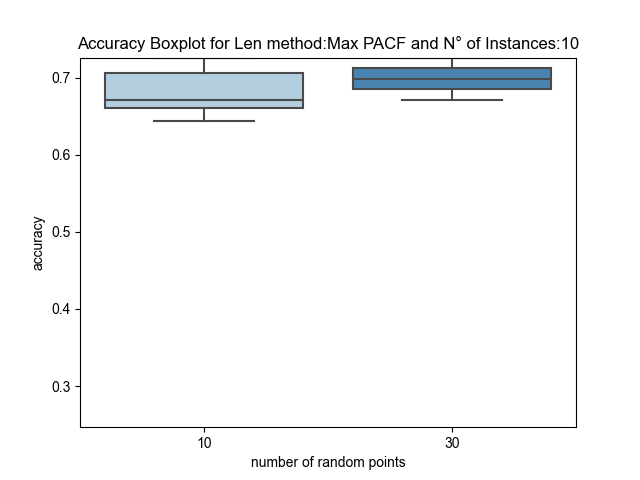 Accuracy Boxplot for Len method:Max PACF and N° of Instances:10
0.7
0.6
0.5
0.4
0.3
accuracy
10 30
number of random points